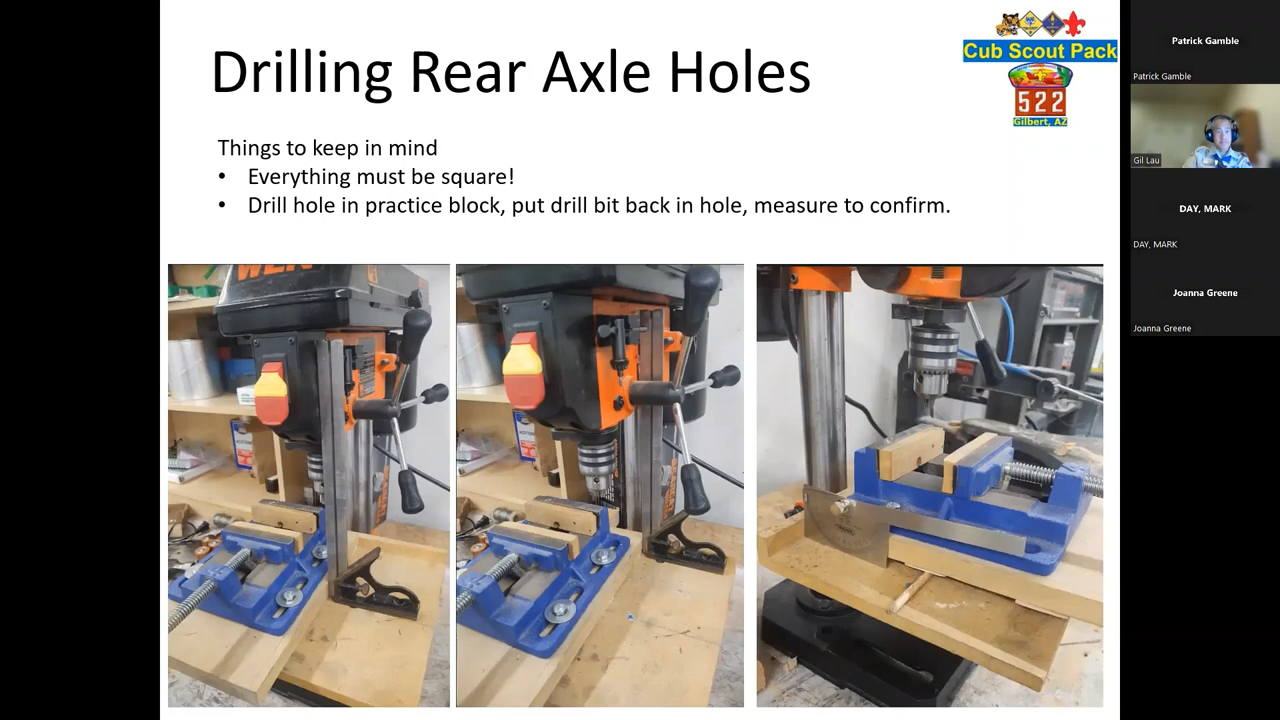 Drilling Rear Axle Holes
Cub Scout Pack
522
Gilbert, AZ
Things to keep in mind
• Everything must be square!
• Drill hole in practice block, put drill bit back in hole, measure to confirm.
WEN
Patrick Gamble
Patrick Gamble
Gil Lau
DAY, MARK
DAY, MARK
Joanna Greene
Joanna Greene